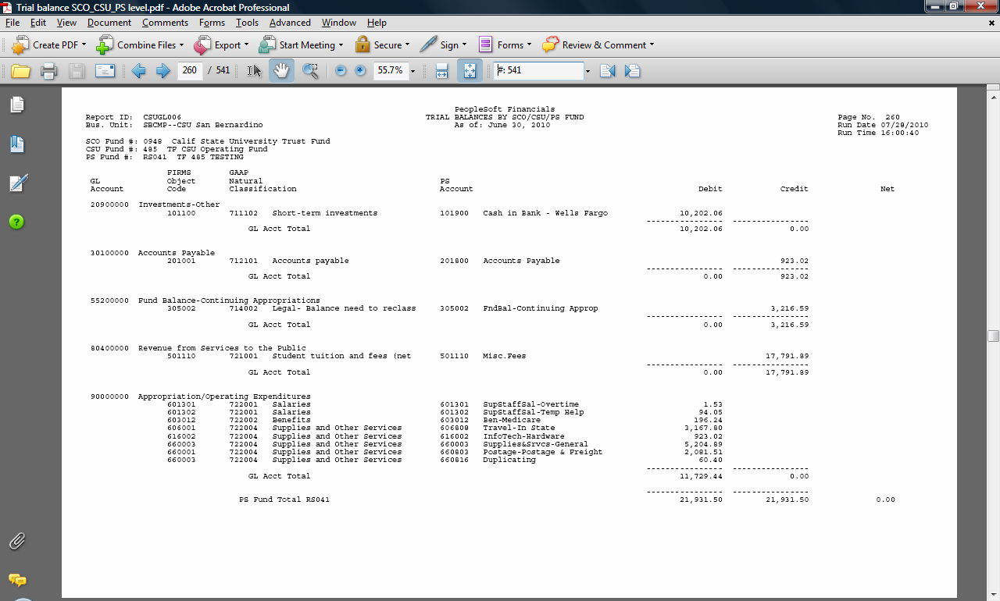 Trial balance SCO_CSU_PS level.pdf - Adobe Acrobat Professional
File Edit View Document Comments Forms Tools Advanced Window Help
Create PDF Combine Files Export Start Meeting Secure Sign Forms Review & Comment
260 / 541 55.7% #: 541
PeopleSoft Financials
Report ID: CSUGL006 TRIAL BALANCES BY SCO/CSU/PS FUND Page No. 260
Bus. Unit: SBCMP--CSU San Bernardino As of: June 30, 2010 Run Date 07/28/2010
Run Time 16:00:40
SCO Fund #: 0948 Calif State University Trust Fund
CSU Fund #: 485 TF CSU Operating Fund
PS Fund #: RS041 TF 485 TESTING
FIRMS GAAP
GL Object Natural PS
Account Code Classification Account Debit Credit Net
20900000 Investments-Other
101100 711102 Short-term investments 101900 Cash in Bank - Wells Fargo 10,202.06
---------------- ----------------
GL Acct Total 10,202.06 0.00
30100000 Accounts Payable
201001 712101 Accounts payable 201800 Accounts Payable 923.02
---------------- ----------------
GL Acct Total 0.00 923.02
55200000 Fund Balance-Continuing Appropriations
305002 714002 Legal- Balance need to reclass 305002 FndBal-Continuing Approp 3,216.59
---------------- ----------------
GL Acct Total 0.00 3,216.59
80400000 Revenue from Services to the Public
501110 721001 Student tuition and fees (net 501110 Misc.Fees 17,791.89
---------------- ----------------
GL Acct Total 0.00 17,791.89
90000000 Appropriation/Operating Expenditures
601301 722001 Salaries 601301 SupStaffSal-Overtime 1.53
601302 722001 Salaries 601302 SupStaffSal-Temp Help 94.05
603012 722002 Benefits 603012 Ben-Medicare 196.24
606001 722004 Supplies and Other Services 606808 Travel-In State 3,167.80
616002 722004 Supplies and Other Services 616002 InfoTech-Hardware 923.02
660003 722004 Supplies and Other Services 660003 Supplies&Srvcs-General 5,204.89
660001 722004 Supplies and Other Services 660803 Postage-Postage & Freight 2,081.51
660003 722004 Supplies and Other Services 660816 Duplicating 60.40
---------------- ----------------
GL Acct Total 11,729.44 0.00
---------------- ----------------
PS Fund Total RS041 21,931.50 21,931.50 0.00